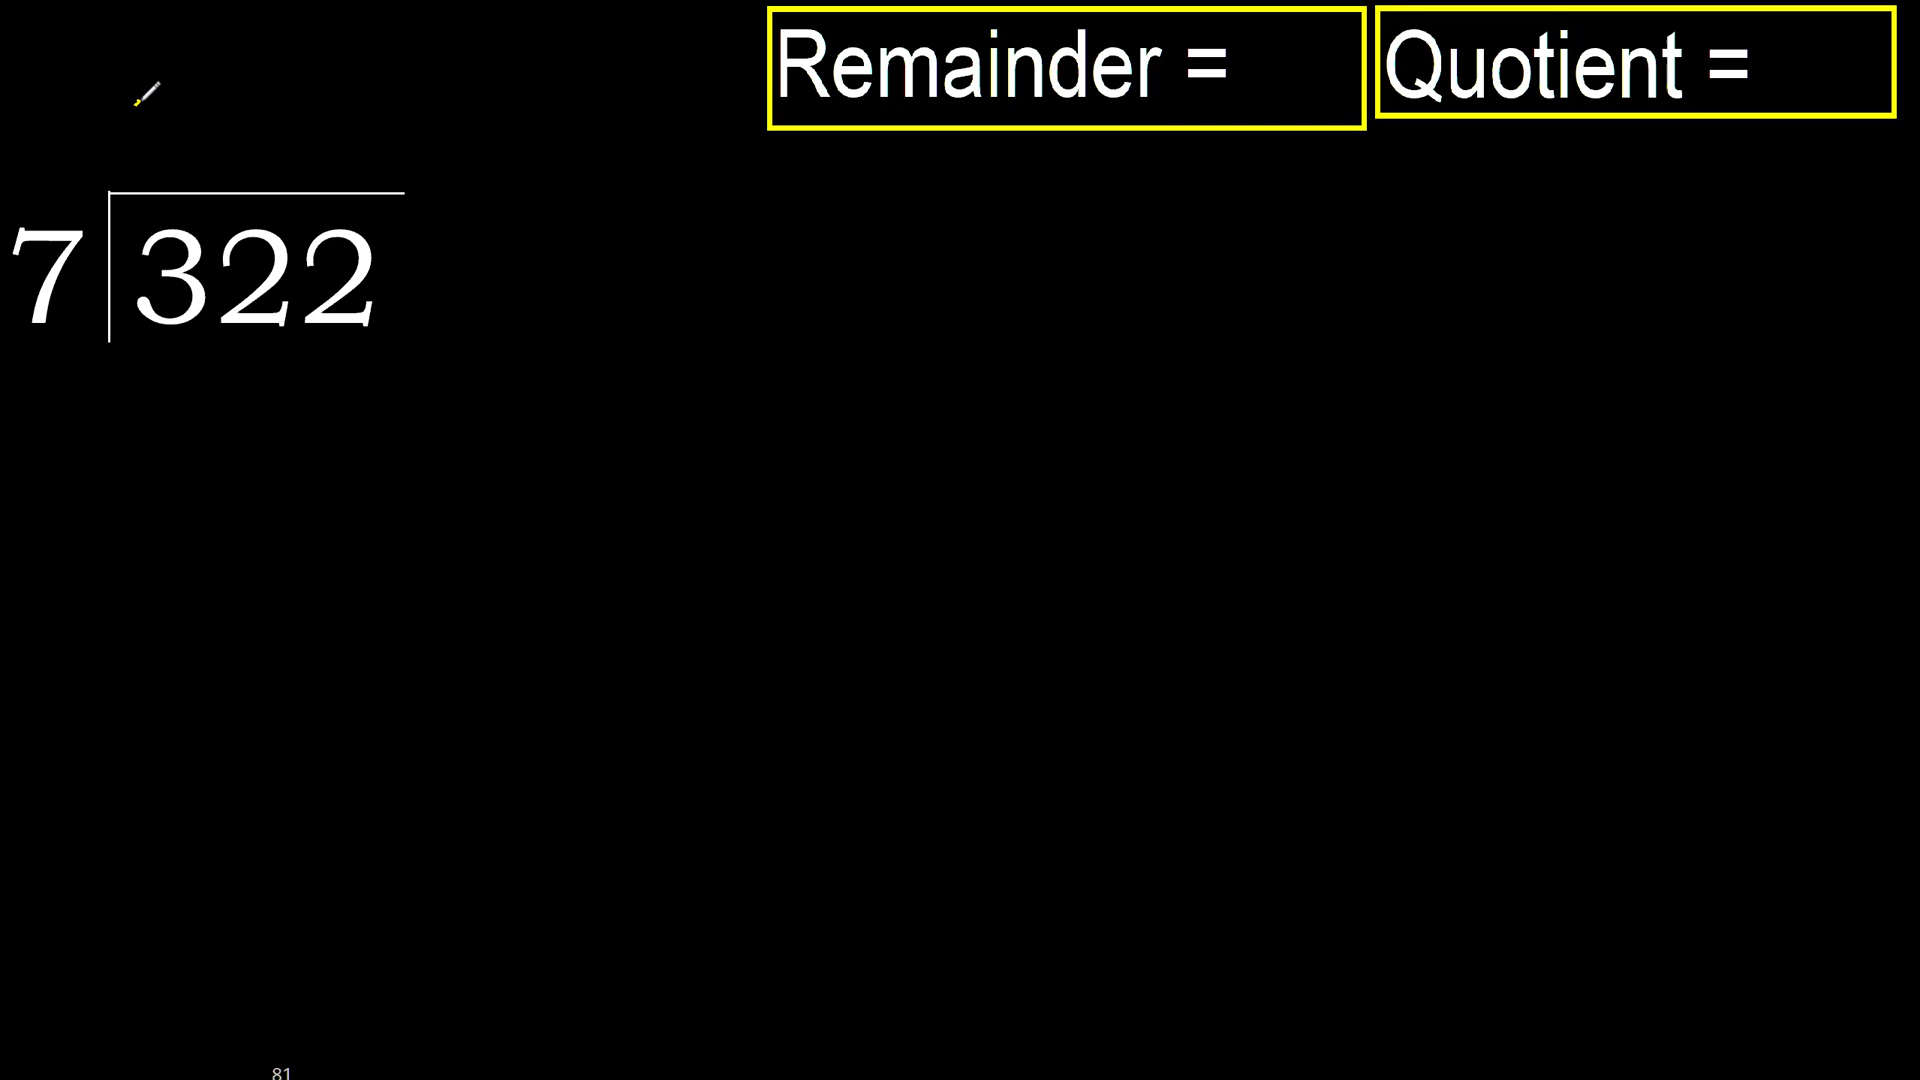 Remainder = Quotient =
7 322
81